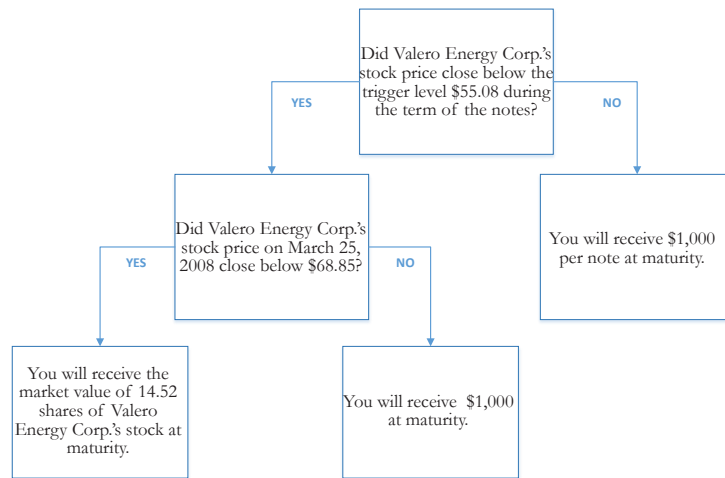 Did Valero Energy Corp.'s
stock price close below the
trigger level $55.08 during
the term of the notes?
YES
NO
Did Valero Energy Corp.'s
stock price on March 25,
2008 close below $68.85?
You will receive $1,000
per note at maturity.
YES
NO
You will receive the
market value of 14.52
shares of Valero
Energy Corp.'s stock at
maturity.
You will receive $1,000
at maturity.